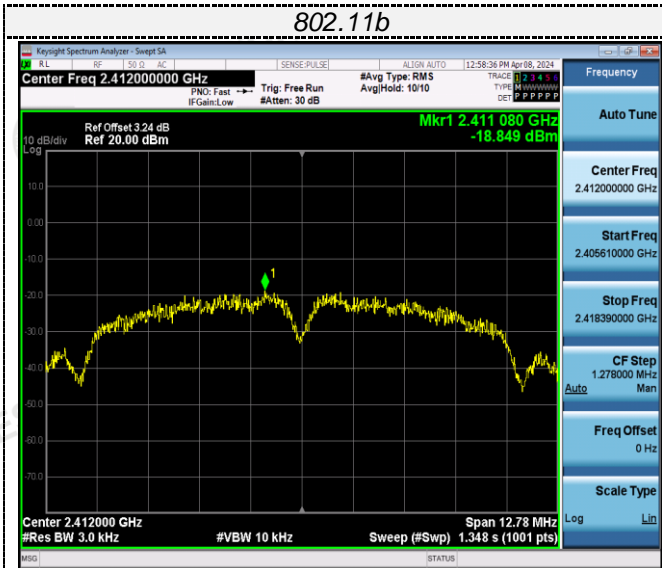 802.11b
Keysight Spectrum Analyzer - Swept SA
RL RF 50 Ω AC SENSE:PULSE ALIGN AUTO 12:58:36 PM Apr 08, 2024
Center Freq 2.412000000 GHz
PNO: Fast
IFGain:Low
Trig: Free Run
#Atten: 30 dB
#Avg Type: RMS
Avg|Hold: 10/10
TRACE 1 2 3 4 5 6
TYPE M W W W W W
DET P P P P P P
Ref Offset 3.24 dB
10 dB/div Ref 20.00 dBm
Log
Mkr1 2.411 080 GHz
-18.849 dBm
10.0
0.00
-10.0
-20.0
-30.0
-40.0
-50.0
-60.0
-70.0
1
Center 2.412000 GHz Span 12.78 MHz
#Res BW 3.0 kHz #VBW 10 kHz Sweep (#Swp) 1.348 s (1001 pts)
MSG STATUS
Frequency
Auto Tune
Center Freq
2.412000000 GHz
Start Freq
2.405610000 GHz
Stop Freq
2.418390000 GHz
CF Step
1.278000 MHz
Auto Man
Freq Offset
0 Hz
Scale Type
Log Lin